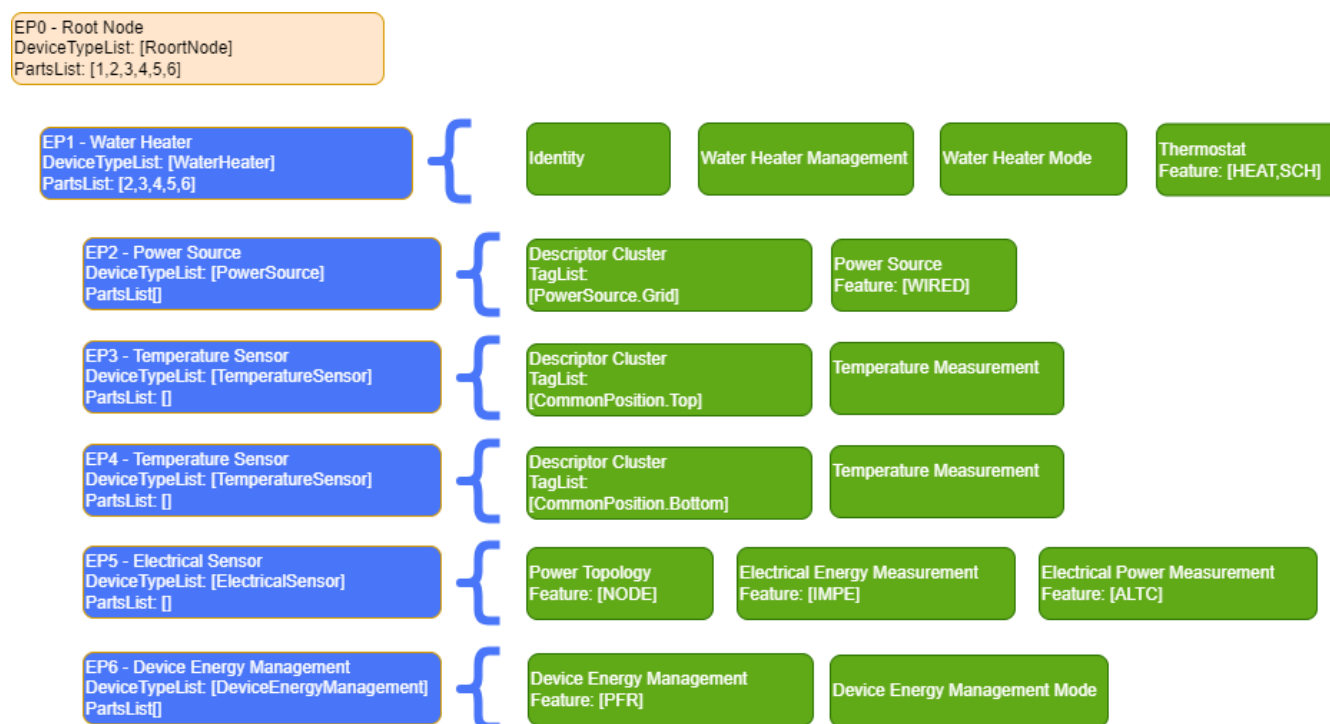 EP0 - Root Node
DeviceTypeList: [RoortNode]
PartsList: [1,2,3,4,5,6]
EP1 - Water Heater
DeviceTypeList: [WaterHeater]
PartsList: [2,3,4,5,6]
Identity
Water Heater Management
Water Heater Mode
Thermostat
Feature: [HEAT,SCH]
EP2 - Power Source
DeviceTypeList: [PowerSource]
PartsList[]
Descriptor Cluster
TagList:
[PowerSource.Grid]
Power Source
Feature: [WIRED]
EP3 - Temperature Sensor
DeviceTypeList: [TemperatureSensor]
PartsList: []
Descriptor Cluster
TagList:
[CommonPosition.Top]
Temperature Measurement
EP4 - Temperature Sensor
DeviceTypeList: [TemperatureSensor]
PartsList: []
Descriptor Cluster
TagList:
[CommonPosition.Bottom]
Temperature Measurement
EP5 - Electrical Sensor
DeviceTypeList: [ElectricalSensor]
PartsList: []
Power Topology
Feature: [NODE]
Electrical Energy Measurement
Feature: [IMPE]
Electrical Power Measurement
Feature: [ALTC]
EP6 - Device Energy Management
DeviceTypeList: [DeviceEnergyManagement]
PartsList[]
Device Energy Management
Feature: [PFR]
Device Energy Management Mode